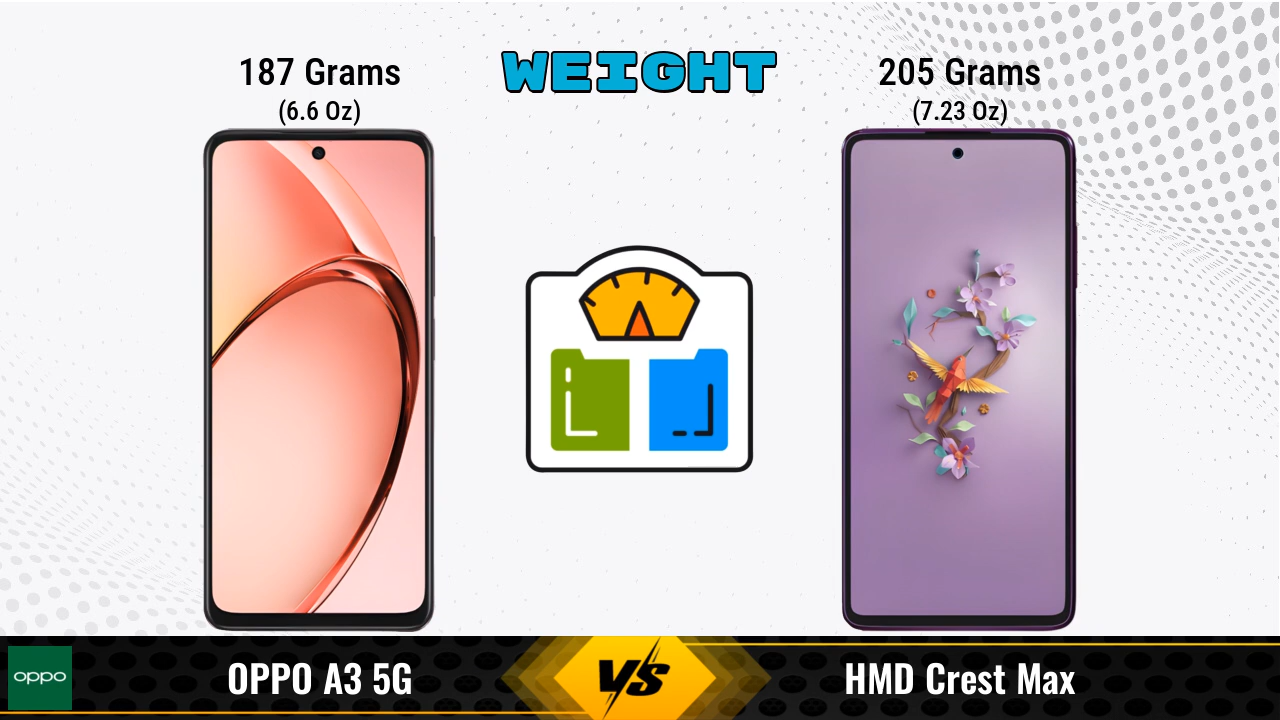 WEIGHT
187 Grams
(6.6 Oz)
205 Grams
(7.23 Oz)
oppo
OPPO A3 5G
VS
HMD Crest Max